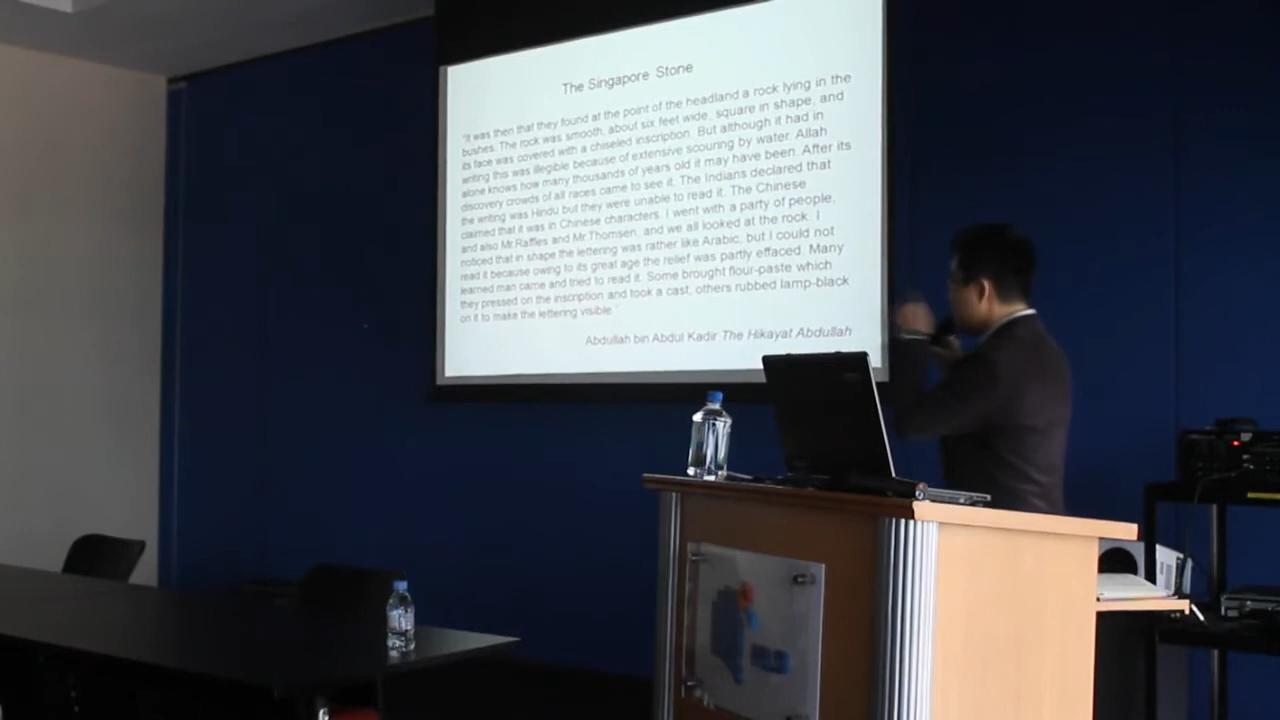 The Singapore Stone
"It was then that they found at the point of the headland a rock lying in the
bushes. The rock was smooth, about six feet wide, square in shape, and
its face was covered with a chiseled inscription. But although it had in
writing this was illegible because of extensive scouring by water. Allah
alone knows how many thousands of years old it may have been. After its
discovery crowds of all races came to see it. The Indians declared that
the writing was Hindu but they were unable to read it. The Chinese
claimed that it was in Chinese characters. I went with a party of people,
and also Mr.Raffles and Mr.Thomsen, and we all looked at the rock. I
noticed that in shape the lettering was rather like Arabic, but I could not
read it because owing to its great age the relief was partly effaced. Many
learned man came and tried to read it. Some brought flour-paste which
they pressed on the inscription and took a cast, others rubbed lamp-black
on it to make the lettering visible."
Abdullah bin Abdul Kadir The Hikayat Abdullah